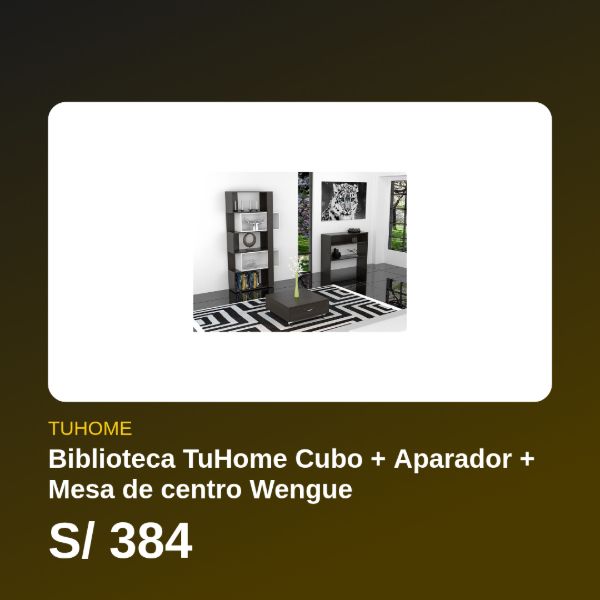 TUHOME
Biblioteca TuHome Cubo + Aparador +
Mesa de centro Wengue
S/ 384